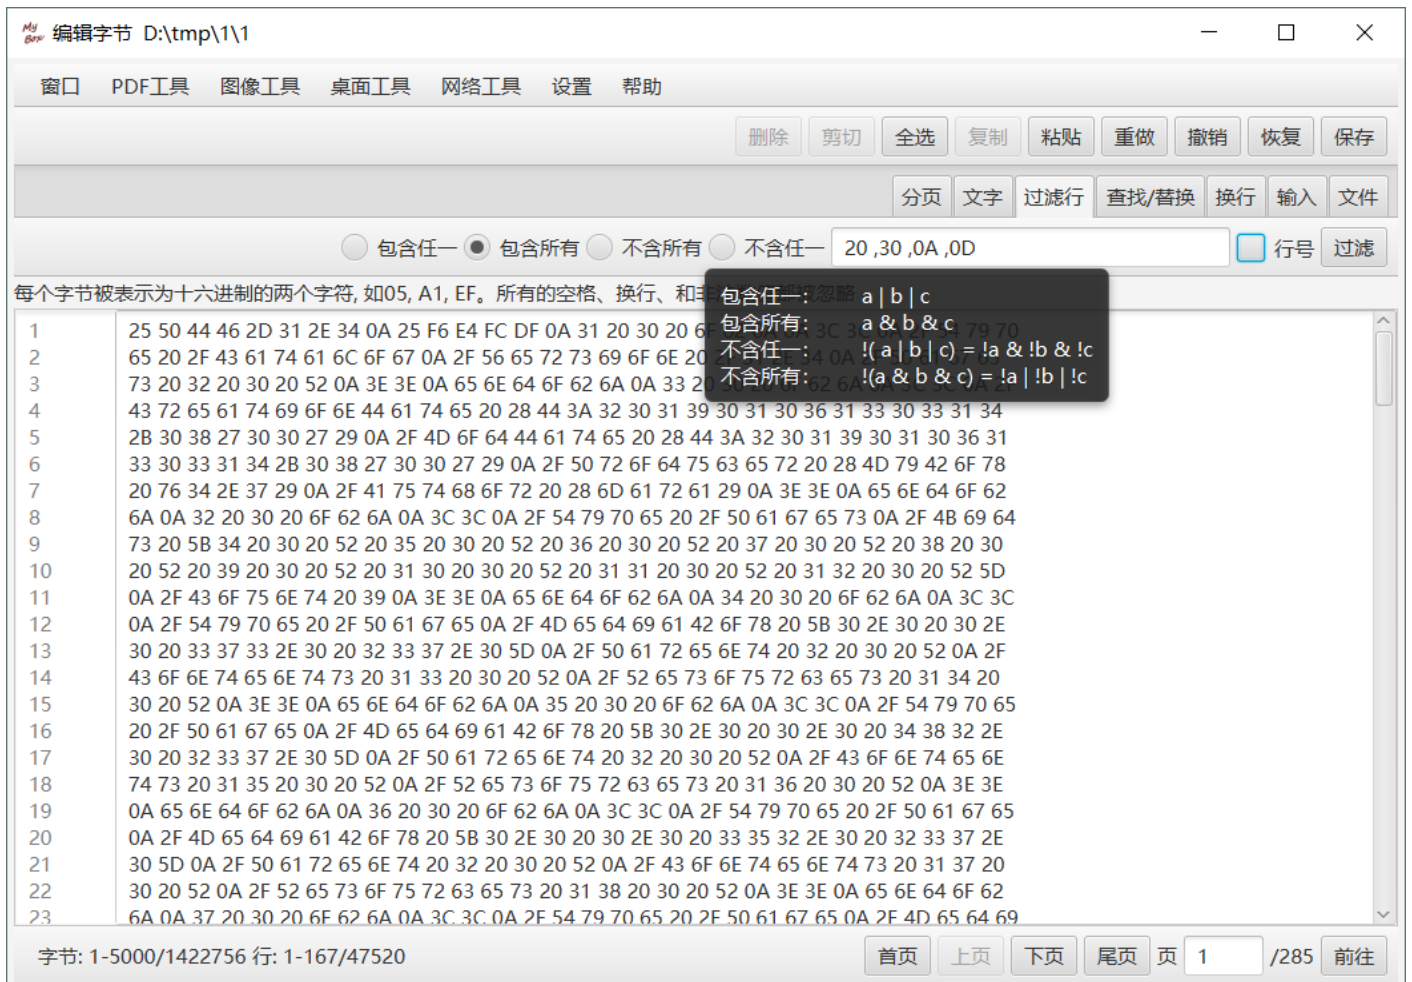 My Box 编辑字节 D:\tmp\1\1
窗口 PDF工具 图像工具 桌面工具 网络工具 设置 帮助
删除 剪切 全选 复制 粘贴 重做 撤销 恢复 保存
分页 文字 过滤行 查找/替换 换行 输入 文件
包含任一 包含所有 不含所有 不含任一 20 ,30 ,0A ,0D 行号 过滤
每个字节被表示为十六进制的两个字符, 如05, A1, EF。所有的空格、换行、和
包含任一: a | b | c
包含所有: a & b & c
不含任一: !( a | b | c) = !a & !b & !c
不含所有: !(a & b & c) = !a | !b | !c
1 25 50 44 46 2D 31 2E 34 0A 25 F6 E4 FC DF 0A 31 20 30 20 79 70
2 65 20 2F 43 61 74 61 6C 6F 67 0A 2F 56 65 72 73 69 6F 6E 20
3 73 20 32 20 30 20 52 0A 3E 3E 0A 65 6E 64 6F 62 6A 0A 33 20
4 43 72 65 61 74 69 6F 6E 44 61 74 65 20 28 44 3A 32 30 31 39 30 31 30 36 31 33 30 33 31 34
5 2B 30 38 27 30 30 27 29 0A 2F 4D 6F 64 44 61 74 65 20 28 44 3A 32 30 31 39 30 31 30 36 31
6 33 30 33 31 34 2B 30 38 27 30 30 27 29 0A 2F 50 72 6F 64 75 63 65 72 20 28 4D 79 42 6F 78
7 20 76 34 2E 37 29 0A 2F 41 75 74 68 6F 72 20 28 6D 61 72 61 29 0A 3E 3E 0A 65 6E 64 6F 62
8 6A 0A 32 20 30 20 6F 62 6A 0A 3C 3C 0A 2F 54 79 70 65 20 2F 50 61 67 65 73 0A 2F 4B 69 64
9 73 20 5B 34 20 30 20 52 20 35 20 30 20 52 20 36 20 30 20 52 20 37 20 30 20 52 20 38 20 30
10 20 52 20 39 20 30 20 52 20 31 30 20 30 20 52 20 31 31 20 30 20 52 20 31 32 20 30 20 52 5D
11 0A 2F 43 6F 75 6E 74 20 39 0A 3E 3E 0A 65 6E 64 6F 62 6A 0A 34 20 30 20 6F 62 6A 0A 3C 3C
12 0A 2F 54 79 70 65 20 2F 50 61 67 65 0A 2F 4D 65 64 69 61 42 6F 78 20 5B 30 2E 30 20 30 2E
13 30 20 33 37 33 2E 30 20 32 33 37 2E 30 5D 0A 2F 50 61 72 65 6E 74 20 32 20 30 20 52 0A 2F
14 43 6F 6E 74 65 6E 74 73 20 31 33 20 30 20 52 0A 2F 52 65 73 6F 75 72 63 65 73 20 31 34 20
15 30 20 52 0A 3E 3E 0A 65 6E 64 6F 62 6A 0A 35 20 30 20 6F 62 6A 0A 3C 3C 0A 2F 54 79 70 65
16 20 2F 50 61 67 65 0A 2F 4D 65 64 69 61 42 6F 78 20 5B 30 2E 30 20 30 2E 30 20 34 38 32 2E
17 30 20 32 33 37 2E 30 5D 0A 2F 50 61 72 65 6E 74 20 32 20 30 20 52 0A 2F 43 6F 6E 74 65 6E
18 74 73 20 31 35 20 30 20 52 0A 2F 52 65 73 6F 75 72 63 65 73 20 31 36 20 30 20 52 0A 3E 3E
19 0A 65 6E 64 6F 62 6A 0A 36 20 30 20 6F 62 6A 0A 3C 3C 0A 2F 54 79 70 65 20 2F 50 61 67 65
20 0A 2F 4D 65 64 69 61 42 6F 78 20 5B 30 2E 30 20 30 2E 30 20 33 35 32 2E 30 20 32 33 37 2E
21 30 5D 0A 2F 50 61 72 65 6E 74 20 32 20 30 20 52 0A 2F 43 6F 6E 74 65 6E 74 73 20 31 37 20
22 30 20 52 0A 2F 52 65 73 6F 75 72 63 65 73 20 31 38 20 30 20 52 0A 3E 3E 0A 65 6E 64 6F 62
23 6A 0A 37 20 30 20 6F 62 6A 0A 3C 3C 0A 2F 54 79 70 65 20 2F 50 61 67 65 0A 2F 4D 65 64 69
字节: 1-5000/1422756 行: 1-167/47520 首页 上页 下页 尾页 页 1 /285 前往